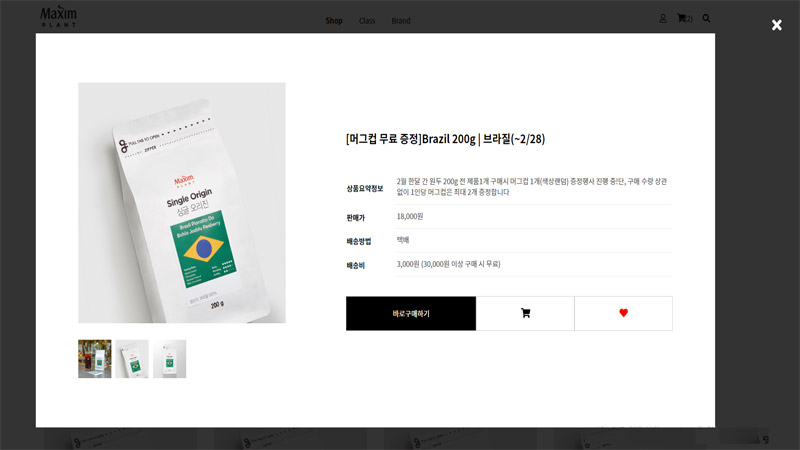 Maxim
PLANT
Shop
Class
Brand
(2)
[머그컵 무료 증정]Brazil 200g | 브라질(~2/28)
PULL TAB TO OPEN
ZIPPER
Maxim
PLANT
Single Origin
싱글 오리진
200 g
상품요약정보
2월 한달 간 원두 200g 전 제품1개 구매시 머그컵 1개(색상랜덤) 증정행사 진행 중!단, 구매 수량 상관
없이 1인당 머그컵은 최대 2개 증정합니다
판매가
18,000원
배송방법
택배
배송비
3,000원 (30,000원 이상 구매 시 무료)
바로구매하기